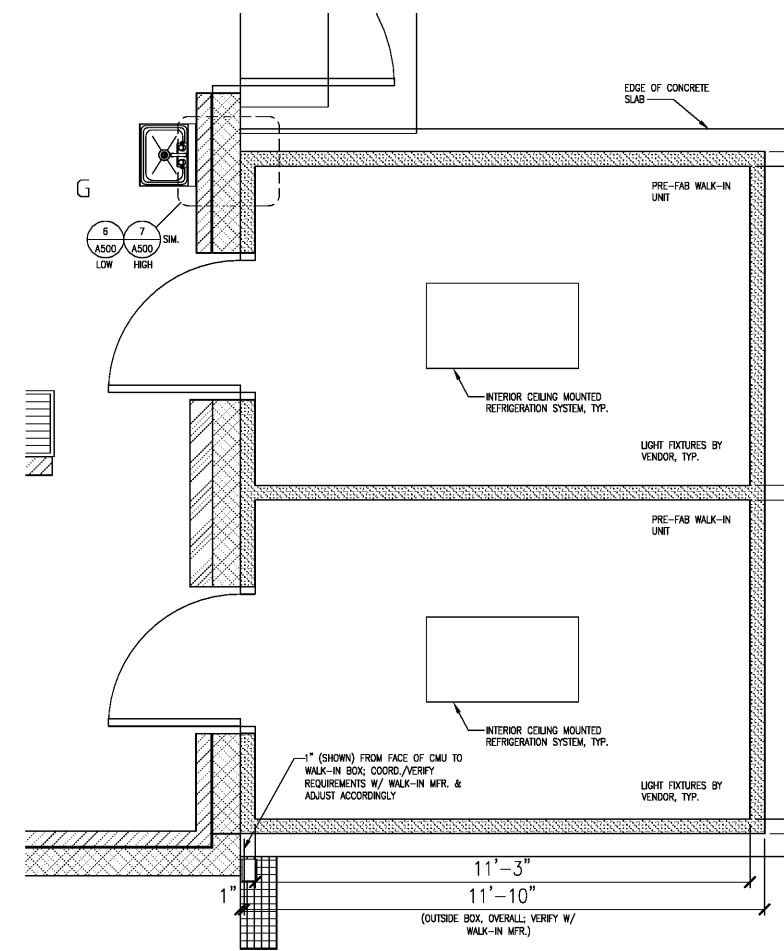 EDGE OF CONCRETE
SLAB
PRE-FAB WALK-IN
UNIT
G
6
A500
LOW
7
A500
HIGH
SIM.
INTERIOR CEILING MOUNTED
REFRIGERATION SYSTEM, TYP.
LIGHT FIXTURES BY
VENDOR, TYP.
PRE-FAB WALK-IN
UNIT
INTERIOR CEILING MOUNTED
REFRIGERATION SYSTEM, TYP.
1" (SHOWN) FROM FACE OF CMU TO
WALK-IN BOX; COORD./VERIFY
REQUIREMENTS W/ WALK-IN MFR. &
ADJUST ACCORDINGLY
LIGHT FIXTURES BY
VENDOR, TYP.
11'-3"
1"
11'-10"
(OUTSIDE BOX, OVERALL; VERIFY W/
WALK-IN MFR.)